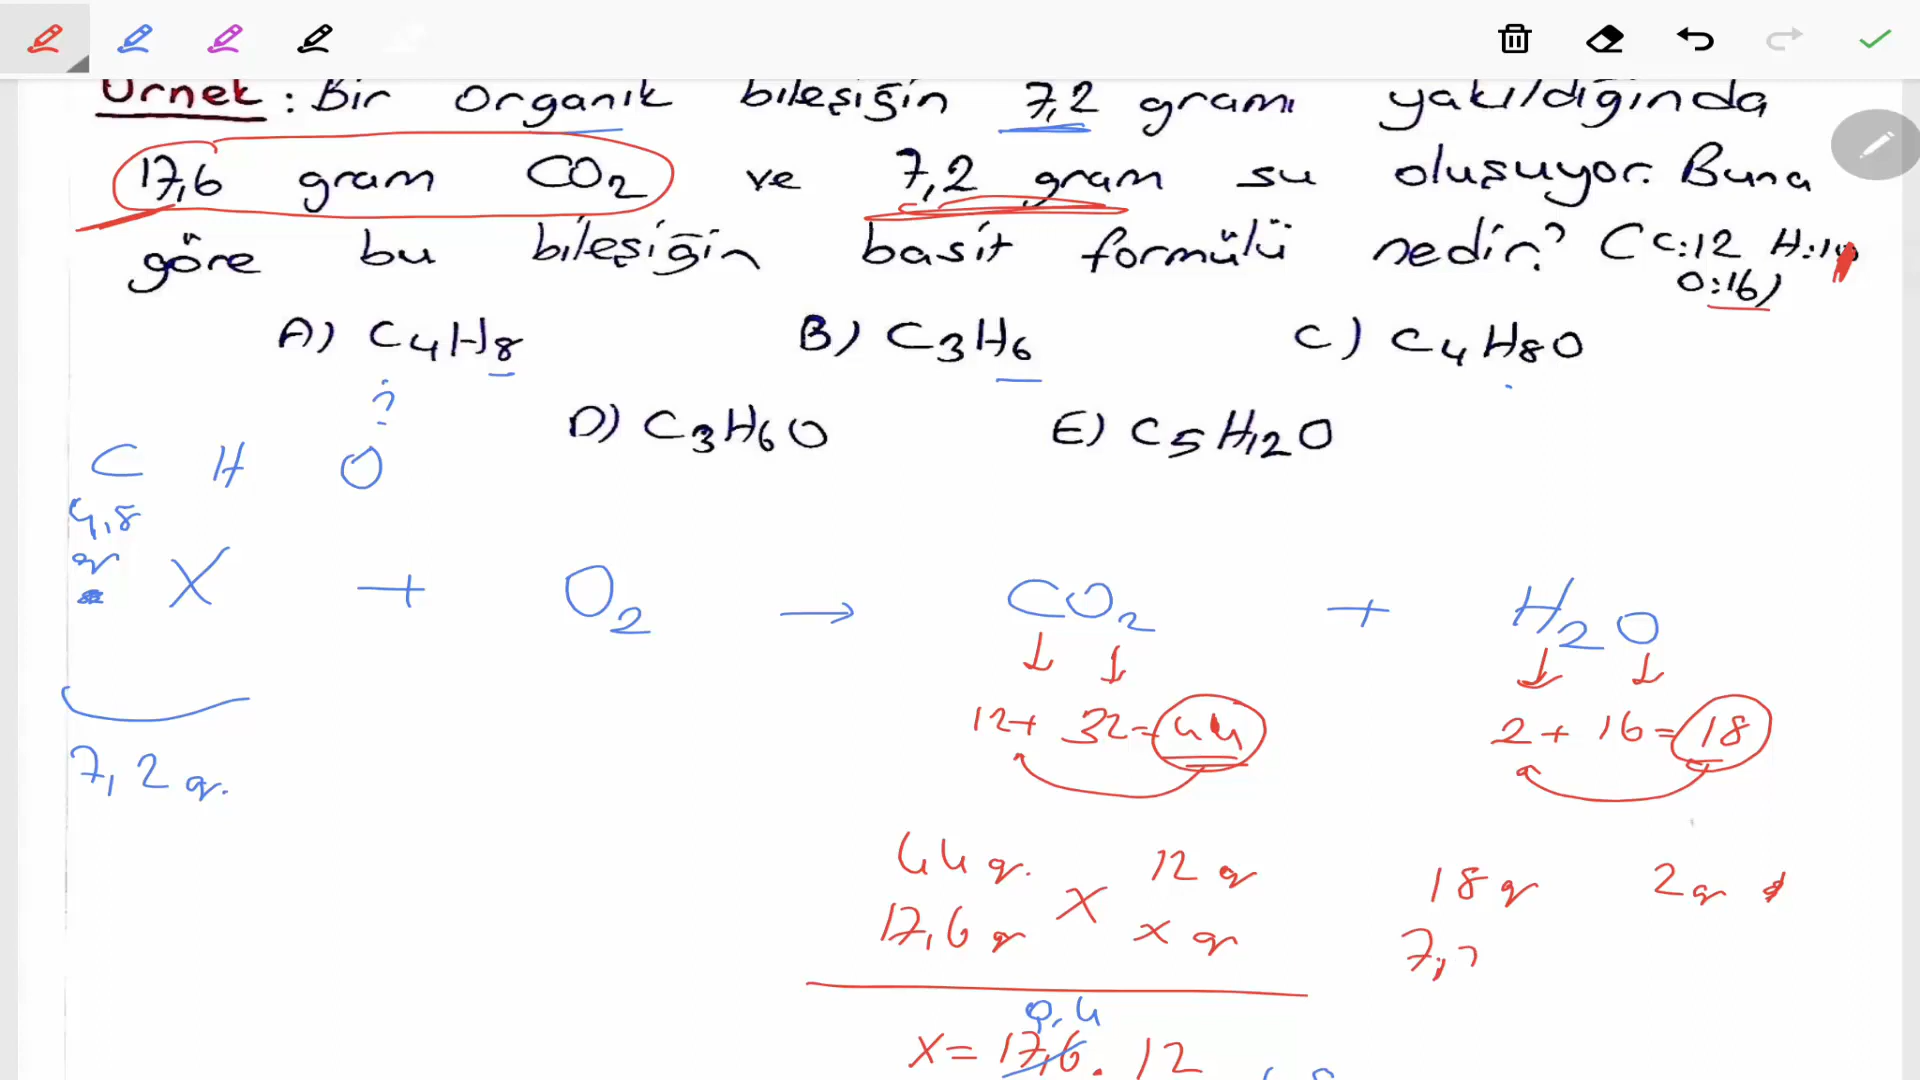 Örnek : Bir organik bileşiğin 7,2 gramı yakıldığında
17,6 gram CO2 ve 7,2 gram su oluşuyor. Buna
göre bu bileşiğin basit formülü nedir? (C:12 H:1
O:16)
A) C4H8 B) C3H6 C) C4H8O
D) C3H6O E) C5H12O
?
C H O
4,8
gr X + O2 → CO2 + H2O
12+ 32=44 2+ 16=18
7,2 gr.
44 gr. X 12 gr 18 gr 2 gr
17,6 gr x gr 7,
0,4
x= 17,6 . 12